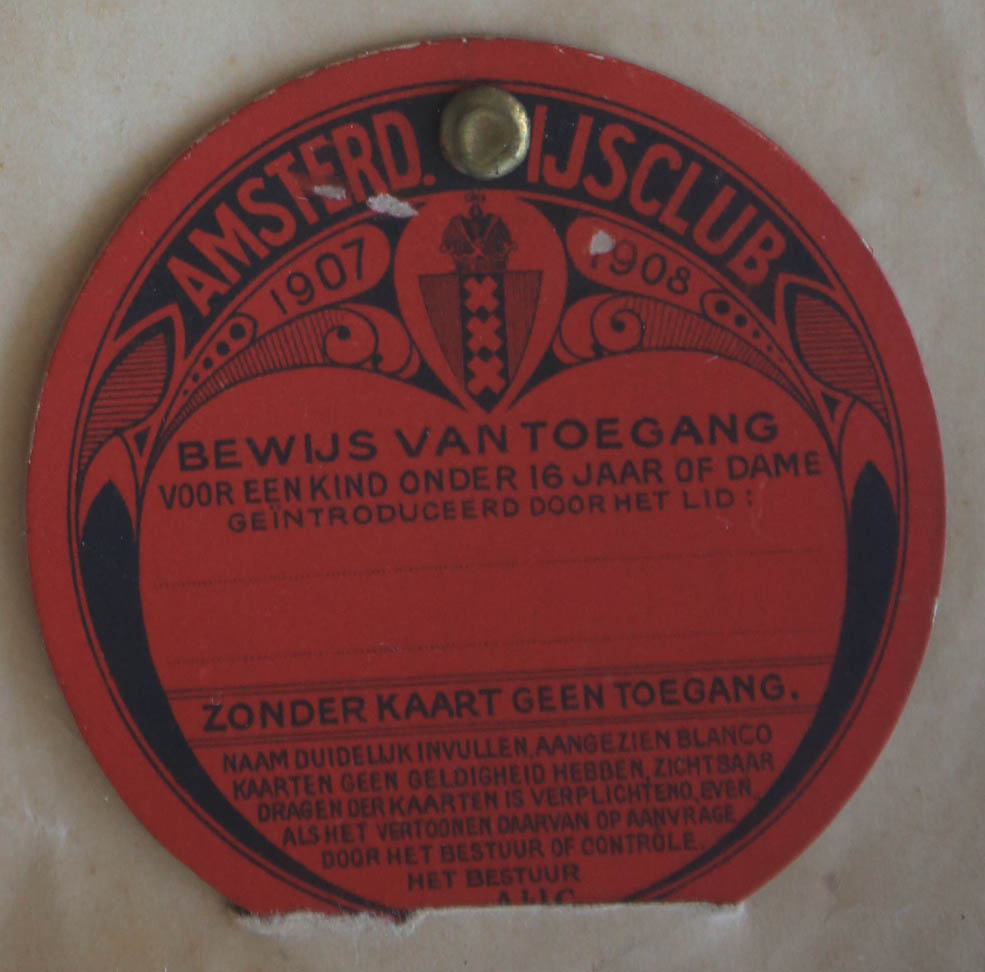 AMSTERD. IJSCLUB
1907 1908
BEWIJS VAN TOEGANG
VOOR EEN KIND ONDER 16 JAAR OF DAME
GEÏNTRODUCEERD DOOR HET LID:
ZONDER KAART GEEN TOEGANG.
NAAM DUIDELIJK INVULLEN, AANGEZIEN BLANCO
KAARTEN GEEN GELDIGHEID HEBBEN, ZICHTBAAR
DRAGEN DER KAARTEN IS VERPLICHTEND, EVEN
ALS HET VERTOONEN DAARVAN OP AANVRAGE
DOOR HET BESTUUR OF CONTRÔLE.
HET BESTUUR